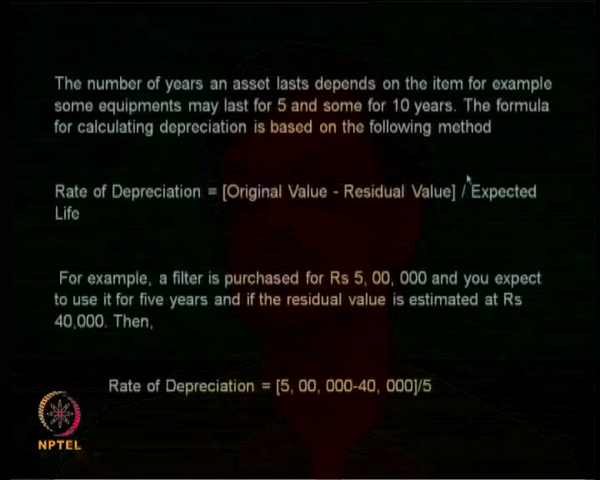 The number of years an asset lasts depends on the item for example
some equipments may last for 5 and some for 10 years. The formula
for calculating depreciation is based on the following method
Rate of Depreciation = [Original Value - Residual Value] / Expected
Life
For example, a filter is purchased for Rs 5, 00, 000 and you expect
to use it for five years and if the residual value is estimated at Rs
40,000. Then,
Rate of Depreciation = [5, 00, 000-40, 000]/5
NPTEL